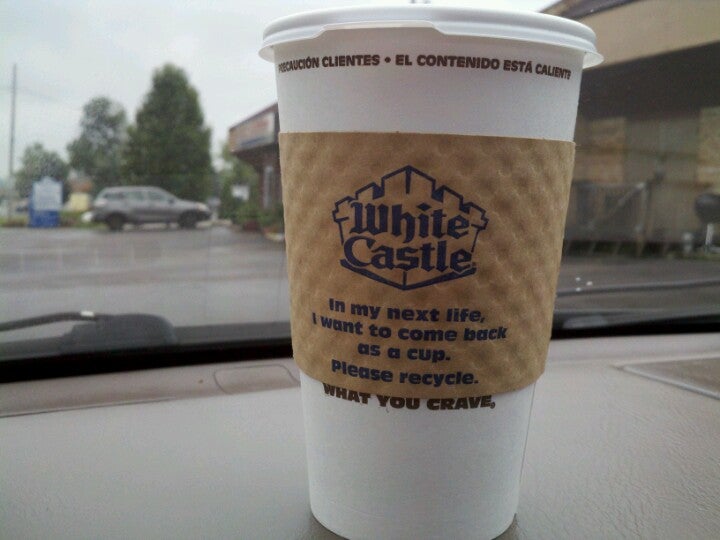 PRECAUCIÓN CLIENTES • EL CONTENIDO ESTÁ CALIENTE
White
Castle®
In my next life,
I want to come back
as a cup.
Please recycle.
WHAT YOU CRAVE,